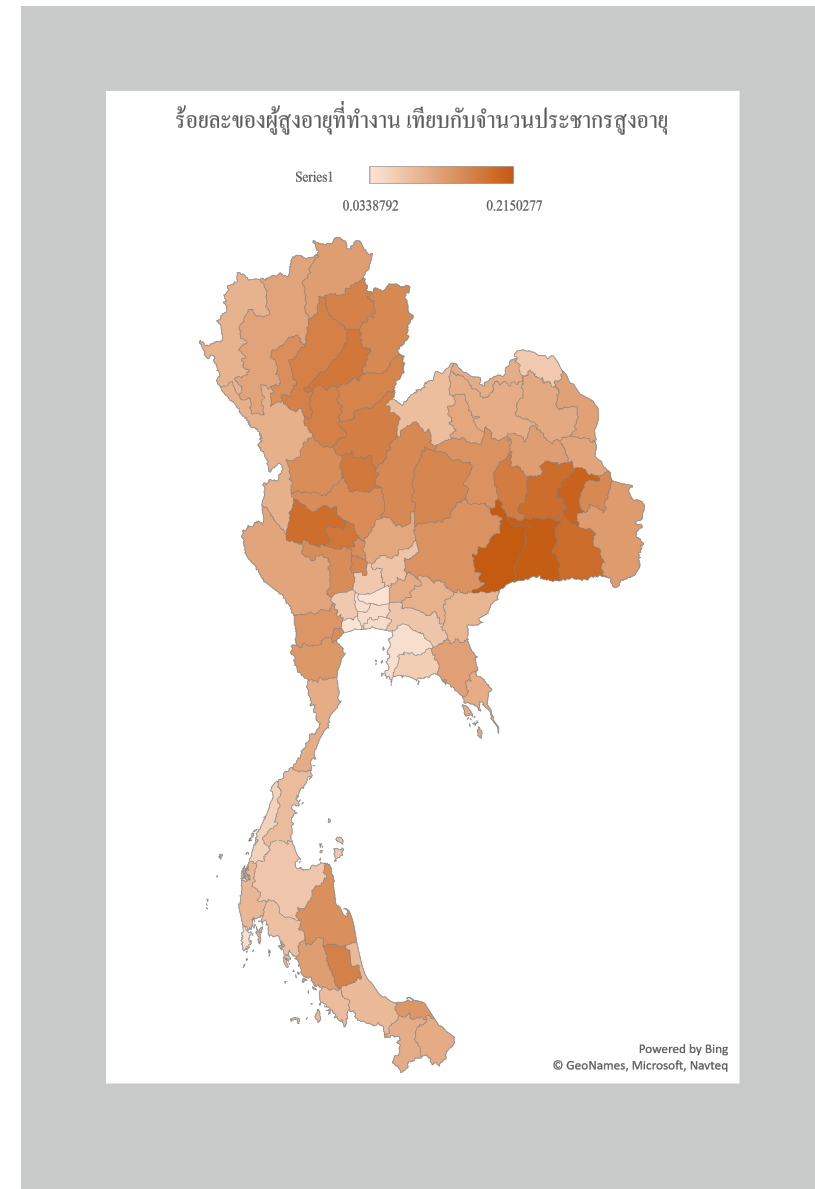 ร้อยละของผู้สูงอายุที่ทำงาน เทียบกับจำนวนประชากรสูงอายุ
Series1
0.0338792 0.2150277
Powered by Bing
© GeoNames, Microsoft, Navteq